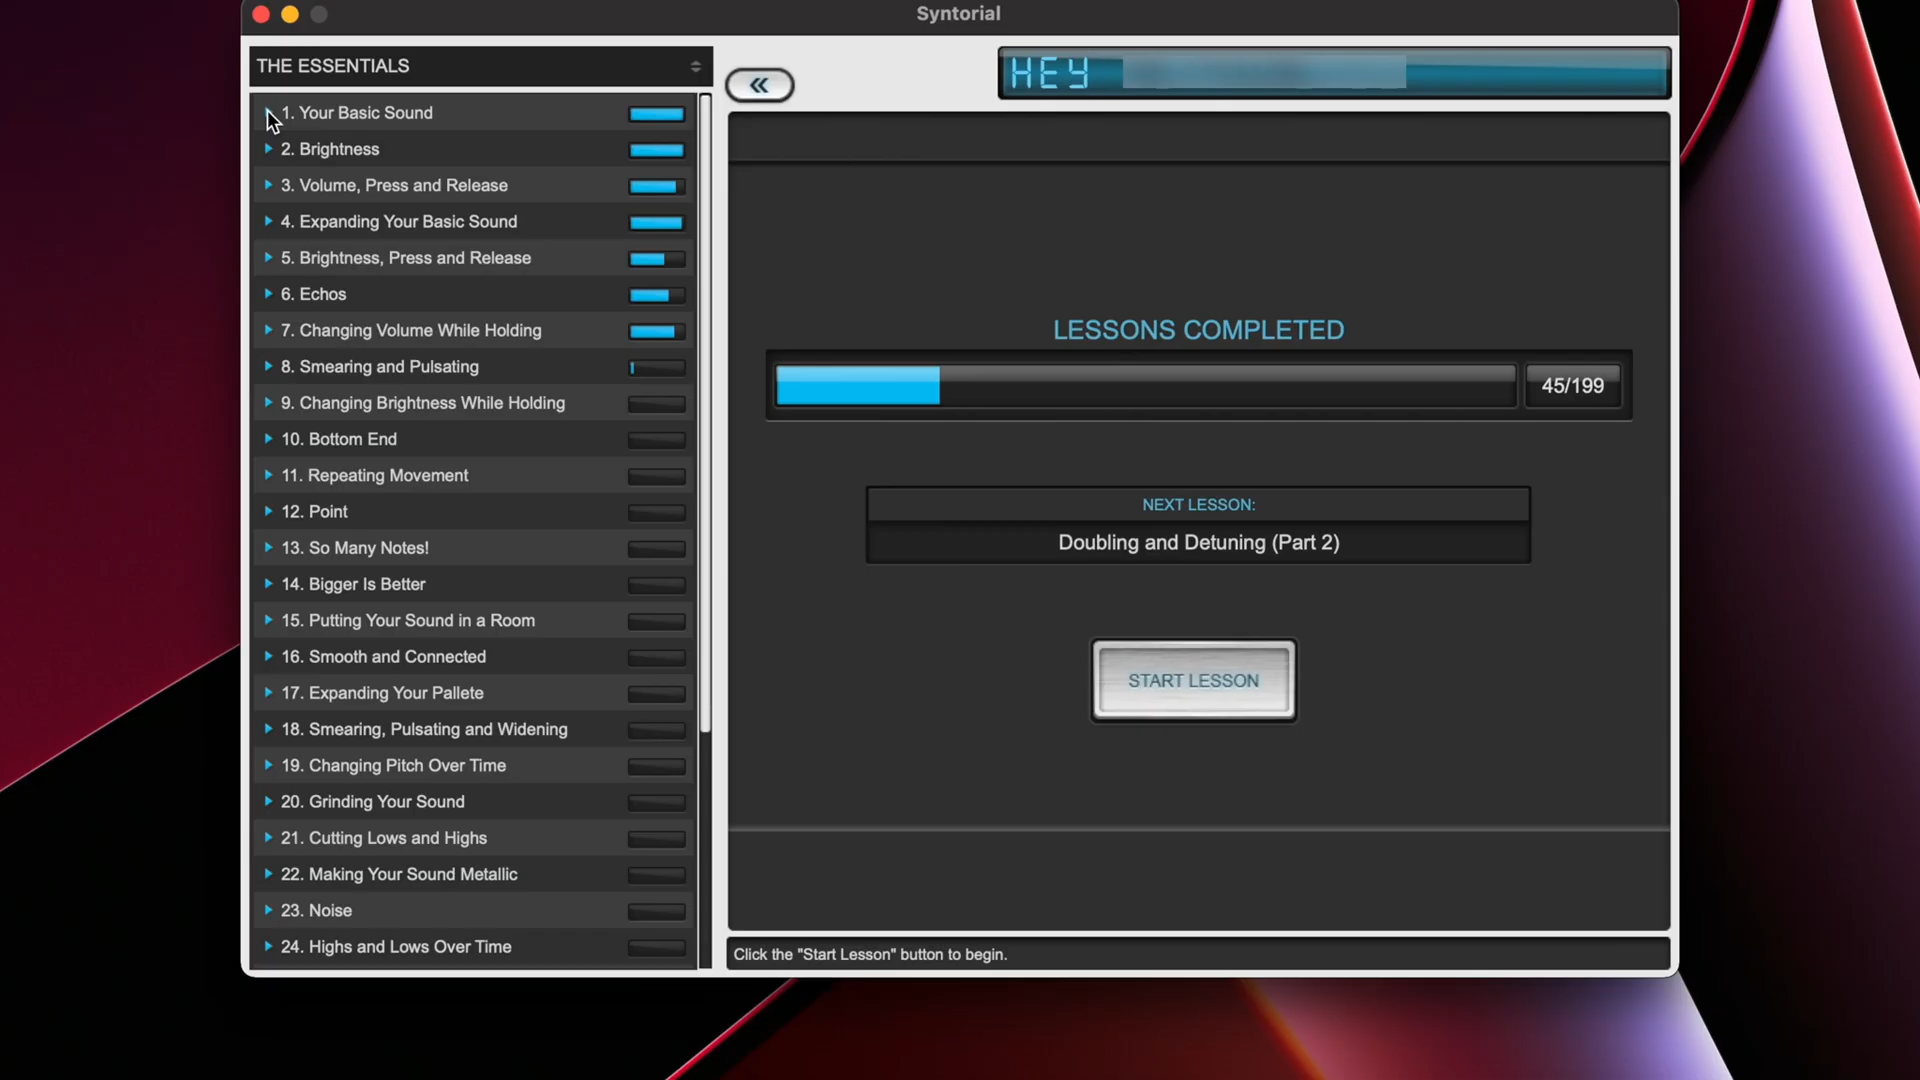 Syntorial
THE ESSENTIALS
HEY
1. Your Basic Sound
2. Brightness
3. Volume, Press and Release
4. Expanding Your Basic Sound
5. Brightness, Press and Release
6. Echos
7. Changing Volume While Holding
8. Smearing and Pulsating
9. Changing Brightness While Holding
10. Bottom End
11. Repeating Movement
12. Point
13. So Many Notes!
14. Bigger Is Better
15. Putting Your Sound in a Room
16. Smooth and Connected
17. Expanding Your Pallete
18. Smearing, Pulsating and Widening
19. Changing Pitch Over Time
20. Grinding Your Sound
21. Cutting Lows and Highs
22. Making Your Sound Metallic
23. Noise
24. Highs and Lows Over Time
LESSONS COMPLETED
45/199
NEXT LESSON:
Doubling and Detuning (Part 2)
START LESSON
Click the "Start Lesson" button to begin.